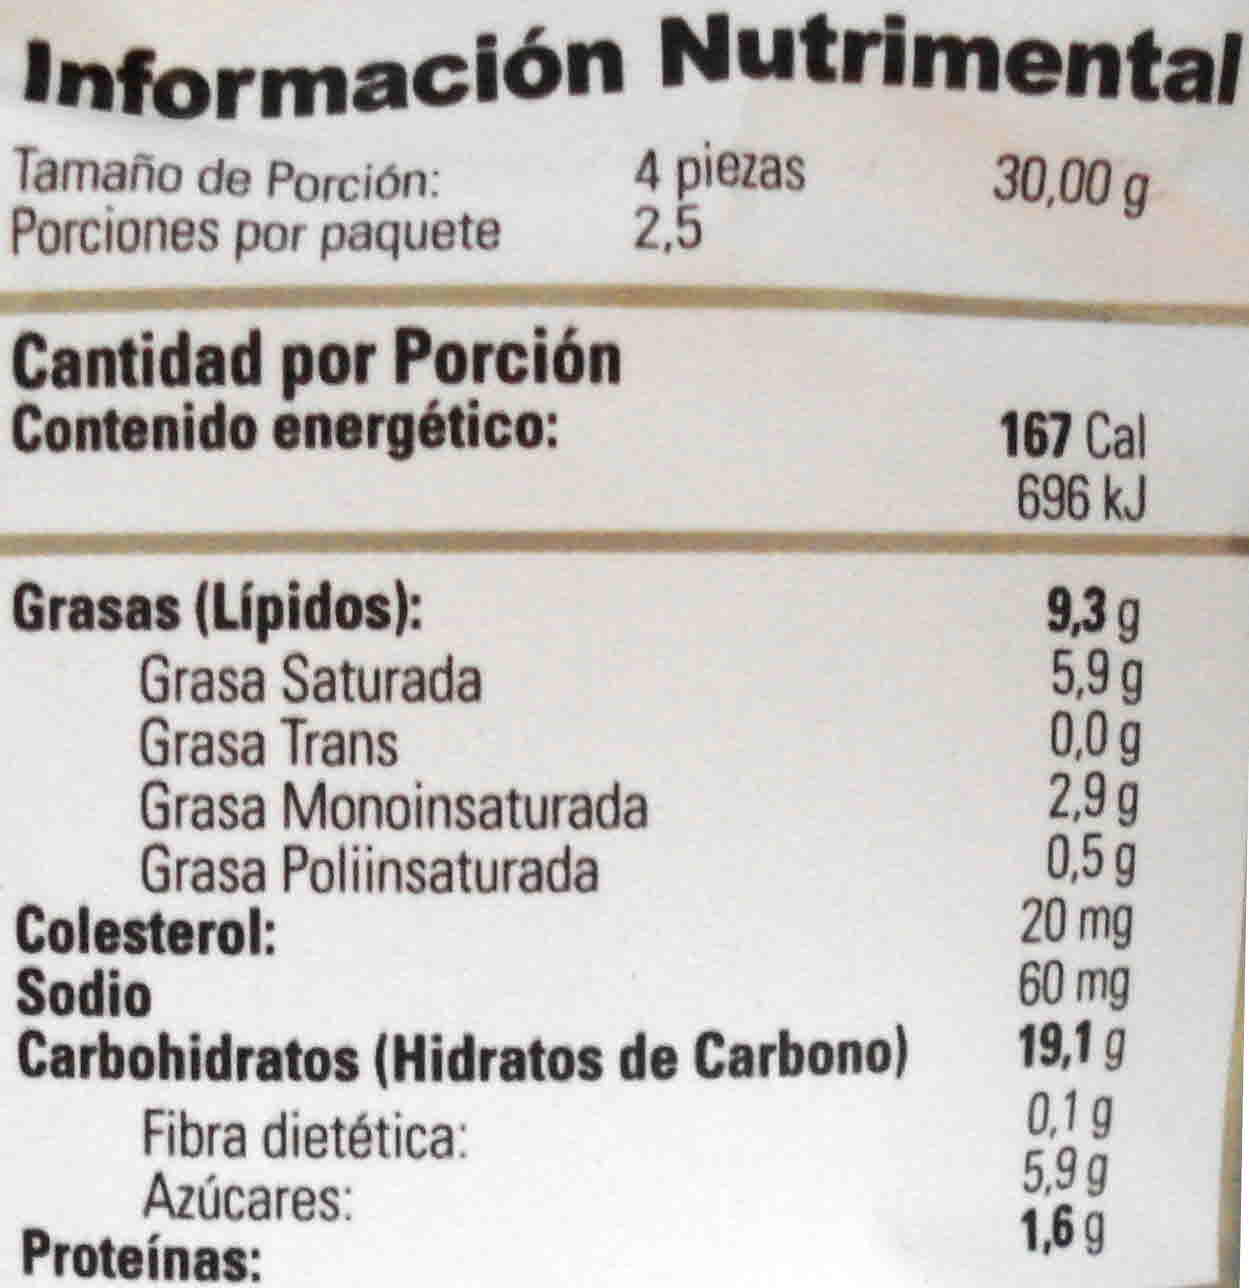 Información Nutrimental
Tamaño de Porción: 4 piezas 30,00 g
Porciones por paquete 2,5
Cantidad por Porción
Contenido energético: 167 Cal
696 kJ
Grasas (Lípidos): 9,3 g
Grasa Saturada 5,9 g
Grasa Trans 0,0 g
Grasa Monoinsaturada 2,9 g
Grasa Poliinsaturada 0,5 g
Colesterol: 20 mg
Sodio 60 mg
Carbohidratos (Hidratos de Carbono) 19,1 g
Fibra dietética: 0,1 g
Azúcares: 5,9 g
Proteínas: 1,6 g